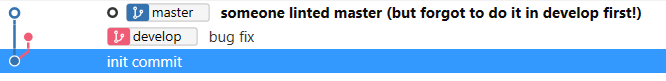 master someone linted master (but forgot to do it in develop first!)
develop bug fix
init commit